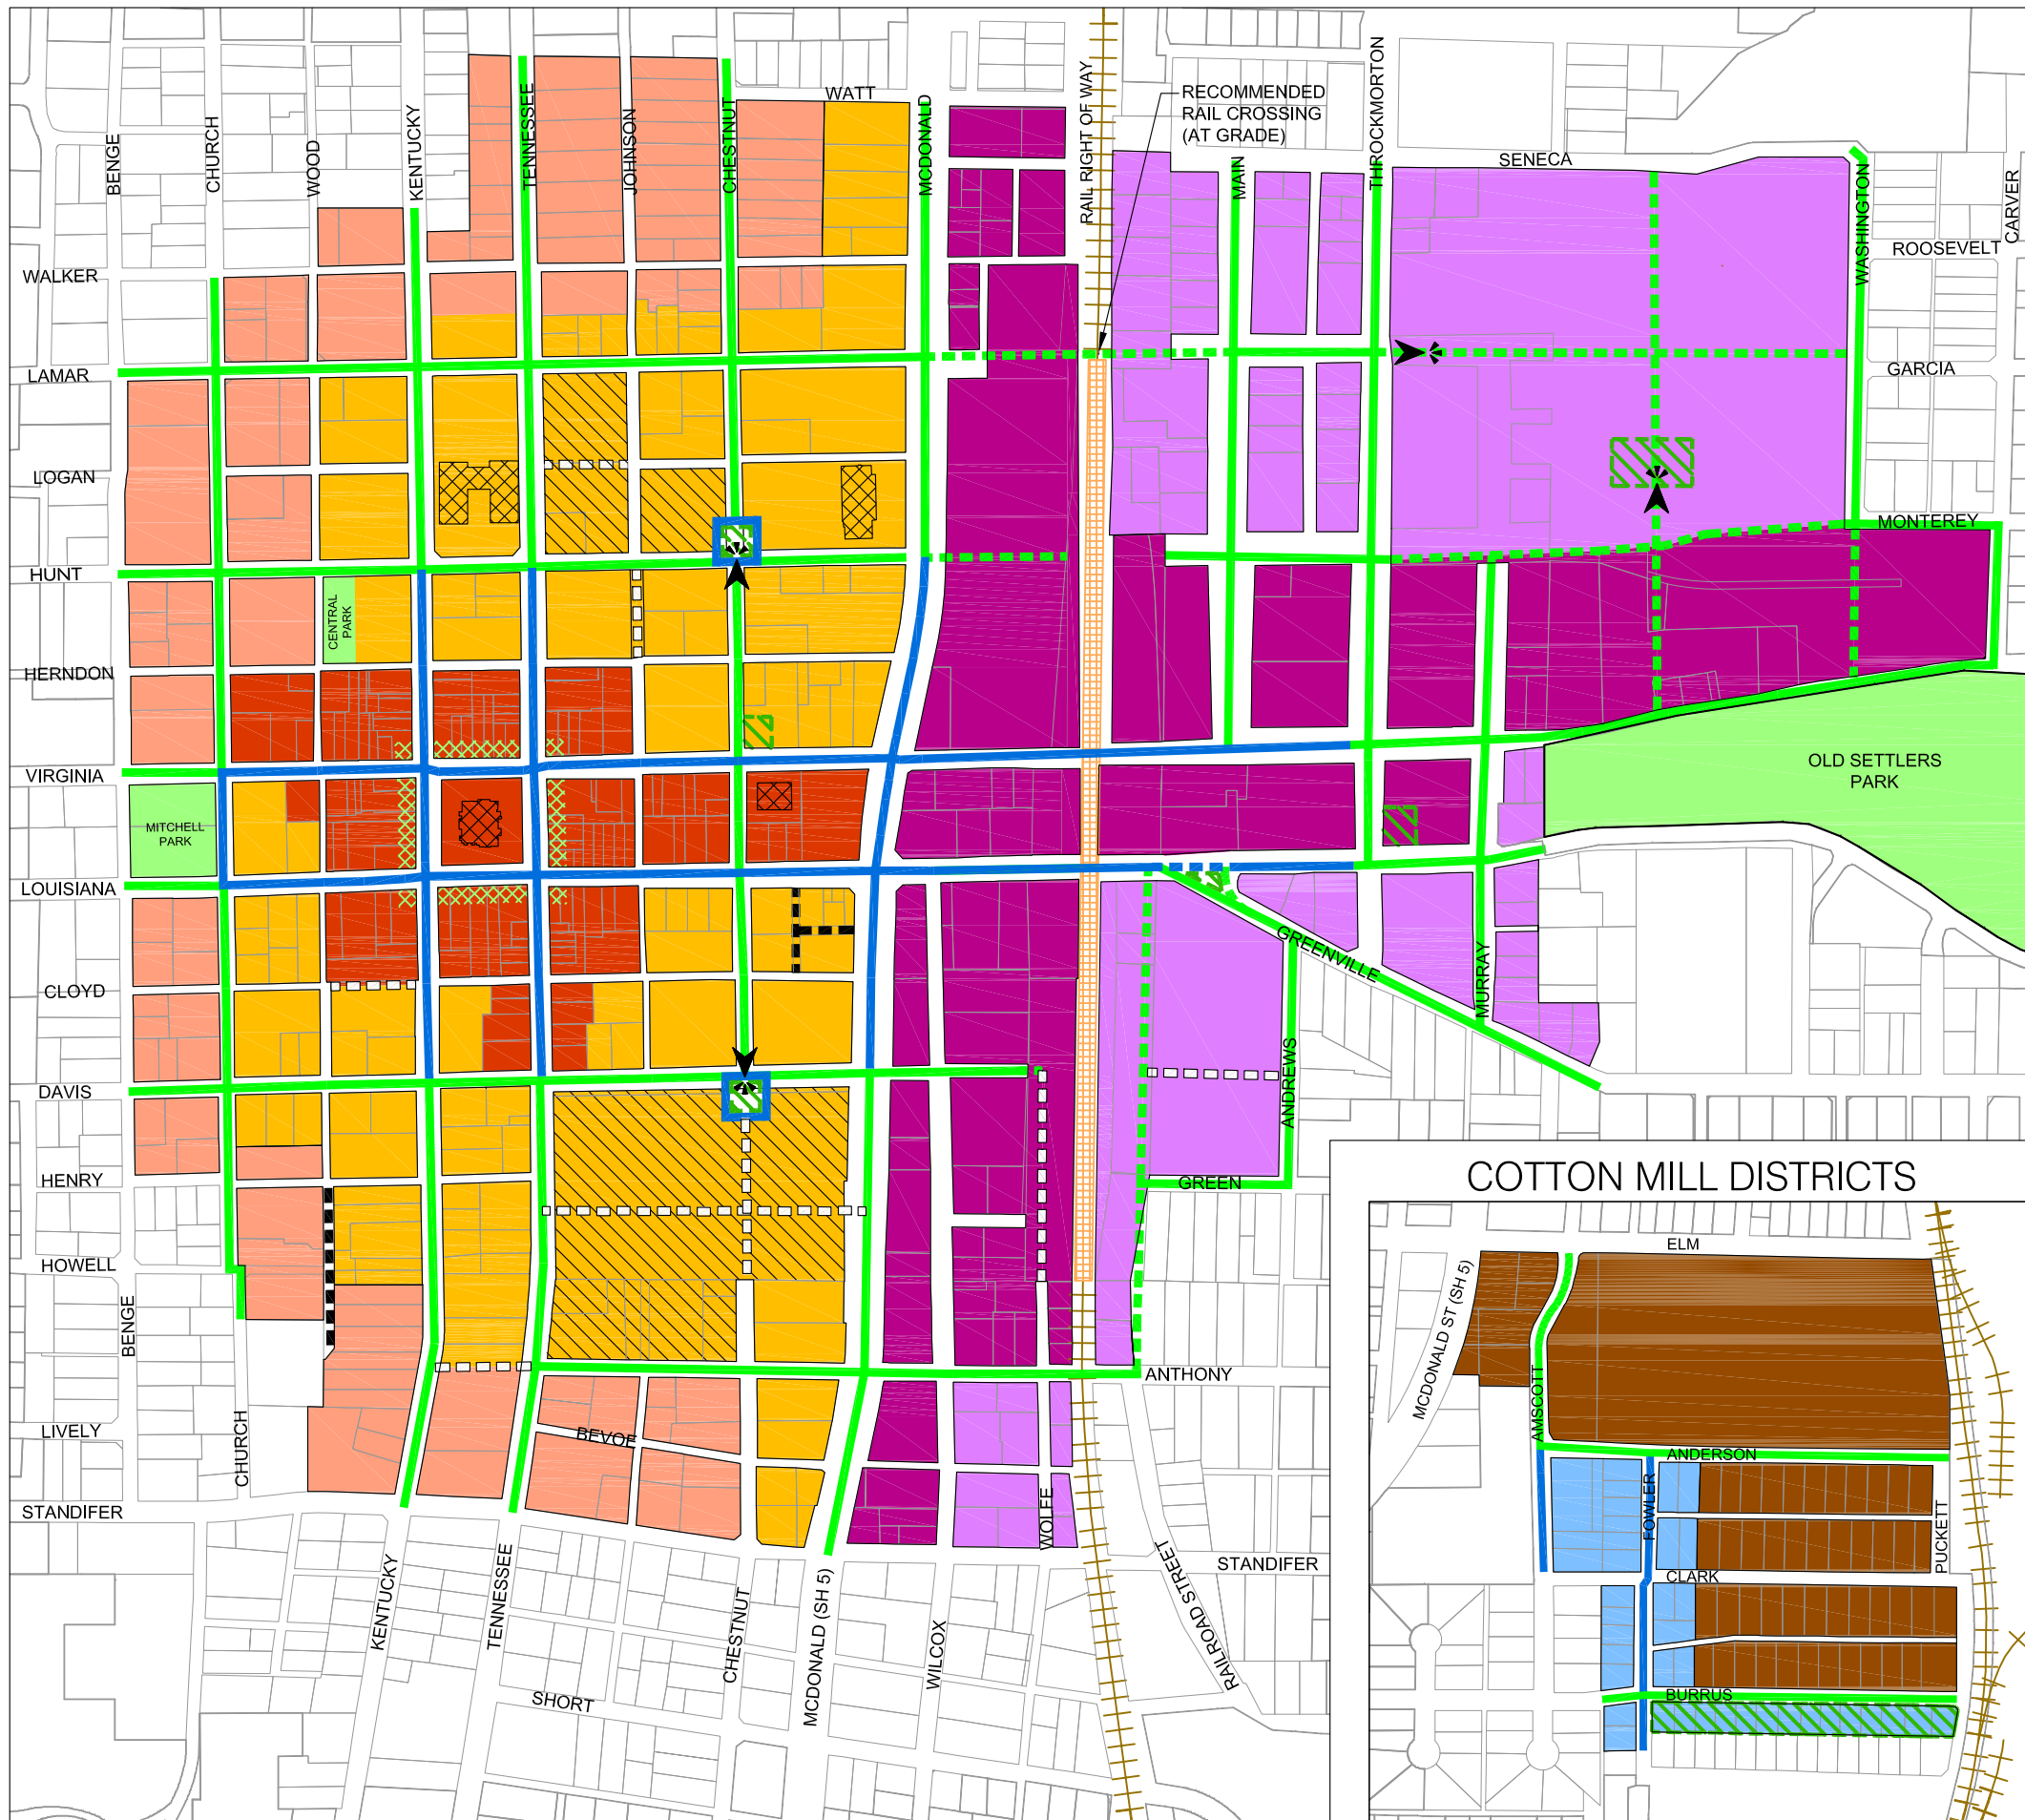 WATT
RECOMMENDED
RAIL CROSSING
(AT GRADE)
BENGE
CHURCH
WOOD
KENTUCKY
TENNESSEE
JOHNSON
CHESTNUT
MCDONALD
RAIL RIGHT OF WAY
MAIN
THROCKMORTON
SENECA
WASHINGTON
CARVER
ROOSEVELT
WALKER
LAMAR
GARCIA
LOGAN
MONTEREY
HUNT
CENTRAL
PARK
HERNDON
VIRGINIA
OLD SETTLERS
PARK
MITCHELL
PARK
LOUISIANA
GREENVILLE
MURRAY
CLOYD
DAVIS
ANDREWS
HENRY
GREEN
HOWELL
BENGE
ANTHONY
LIVELY
BEVOE
CHURCH
STANDIFER
WOLFE
STANDIFER
KENTUCKY
TENNESSEE
CHESTNUT
MCDONALD (SH 5)
WILCOX
RAILROAD STREET
SHORT
COTTON MILL DISTRICTS
ELM
MCDONALD ST (SH 5)
AMSCOTT
ANDERSON
FOWLER
PUCKETT
CLARK
BURRUS